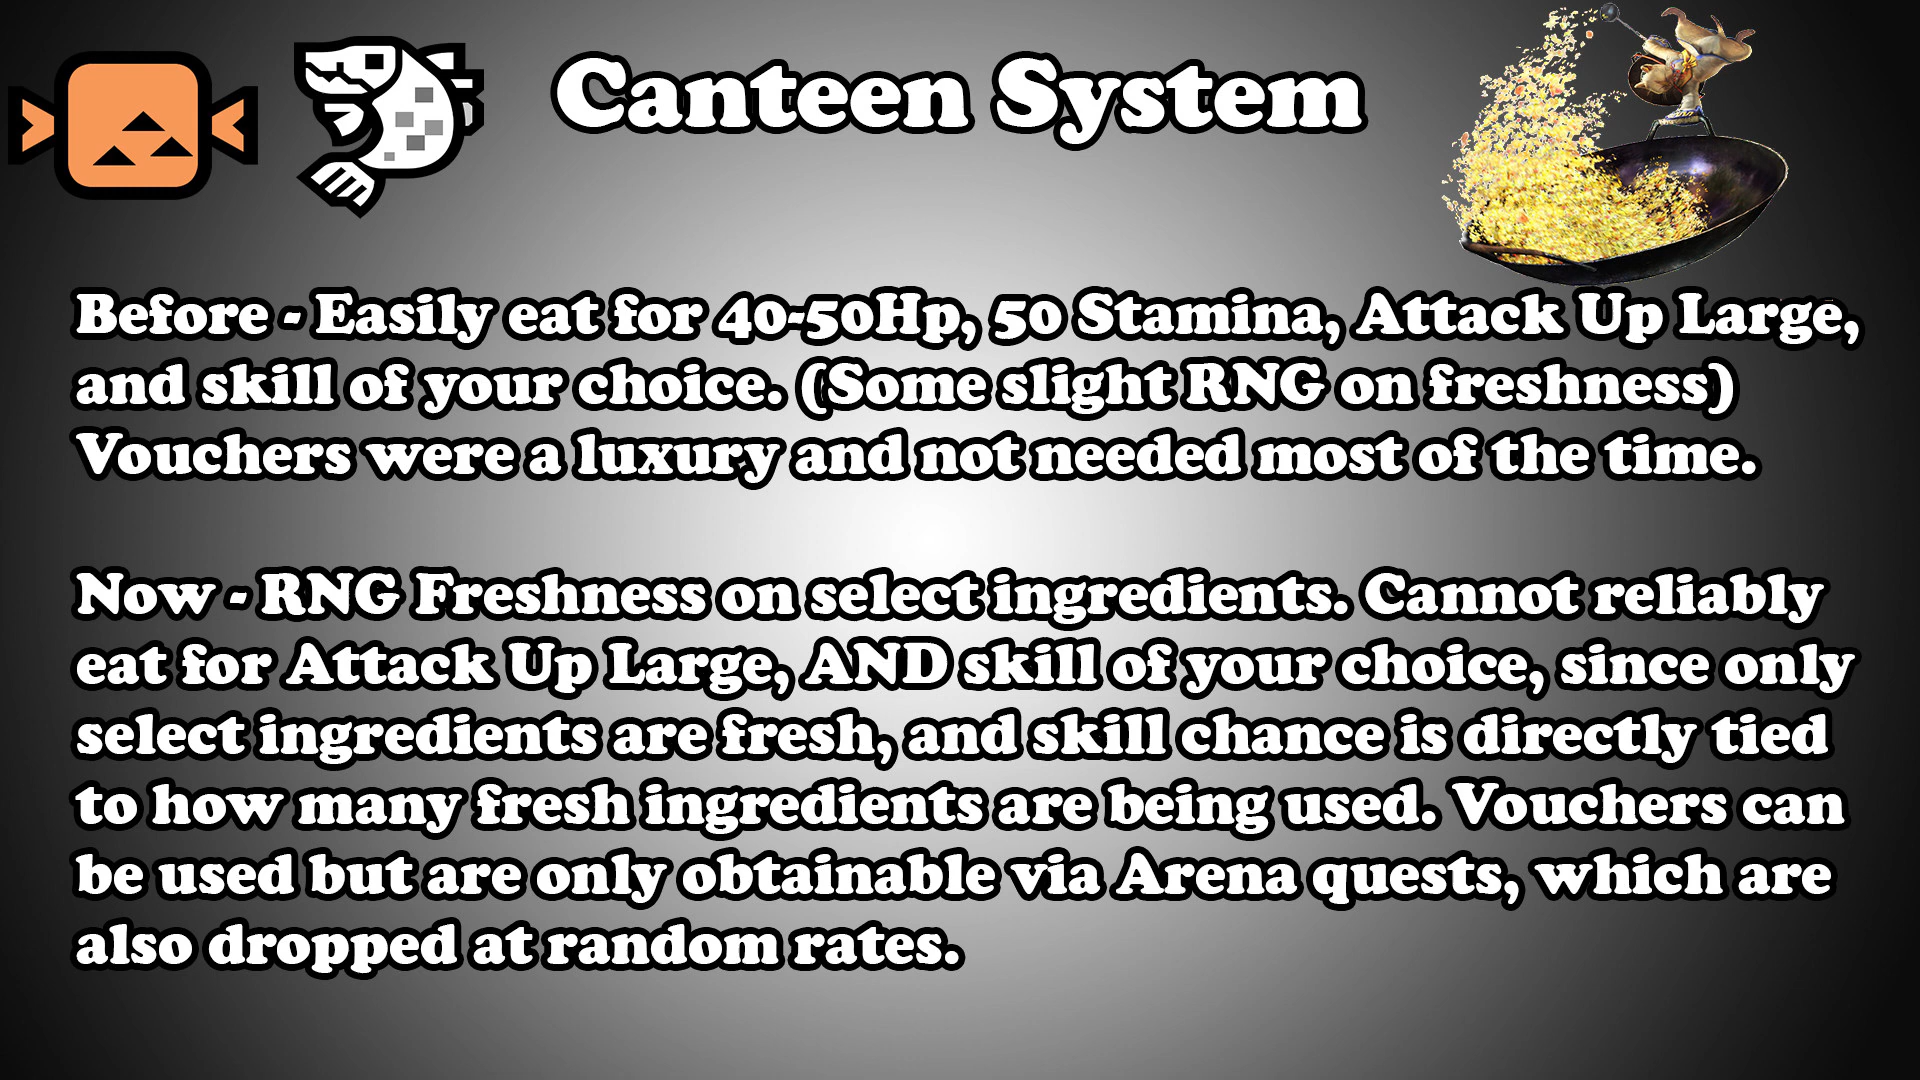 Canteen System
Before - Easily eat for 40-50Hp, 50 Stamina, Attack Up Large,
and skill of your choice. (Some slight RNG on freshness)
Vouchers were a luxury and not needed most of the time.
Now - RNG Freshness on select ingredients. Cannot reliably
eat for Attack Up Large, AND skill of your choice, since only
select ingredients are fresh, and skill chance is directly tied
to how many fresh ingredients are being used. Vouchers can
be used but are only obtainable via Arena quests, which are
also dropped at random rates.